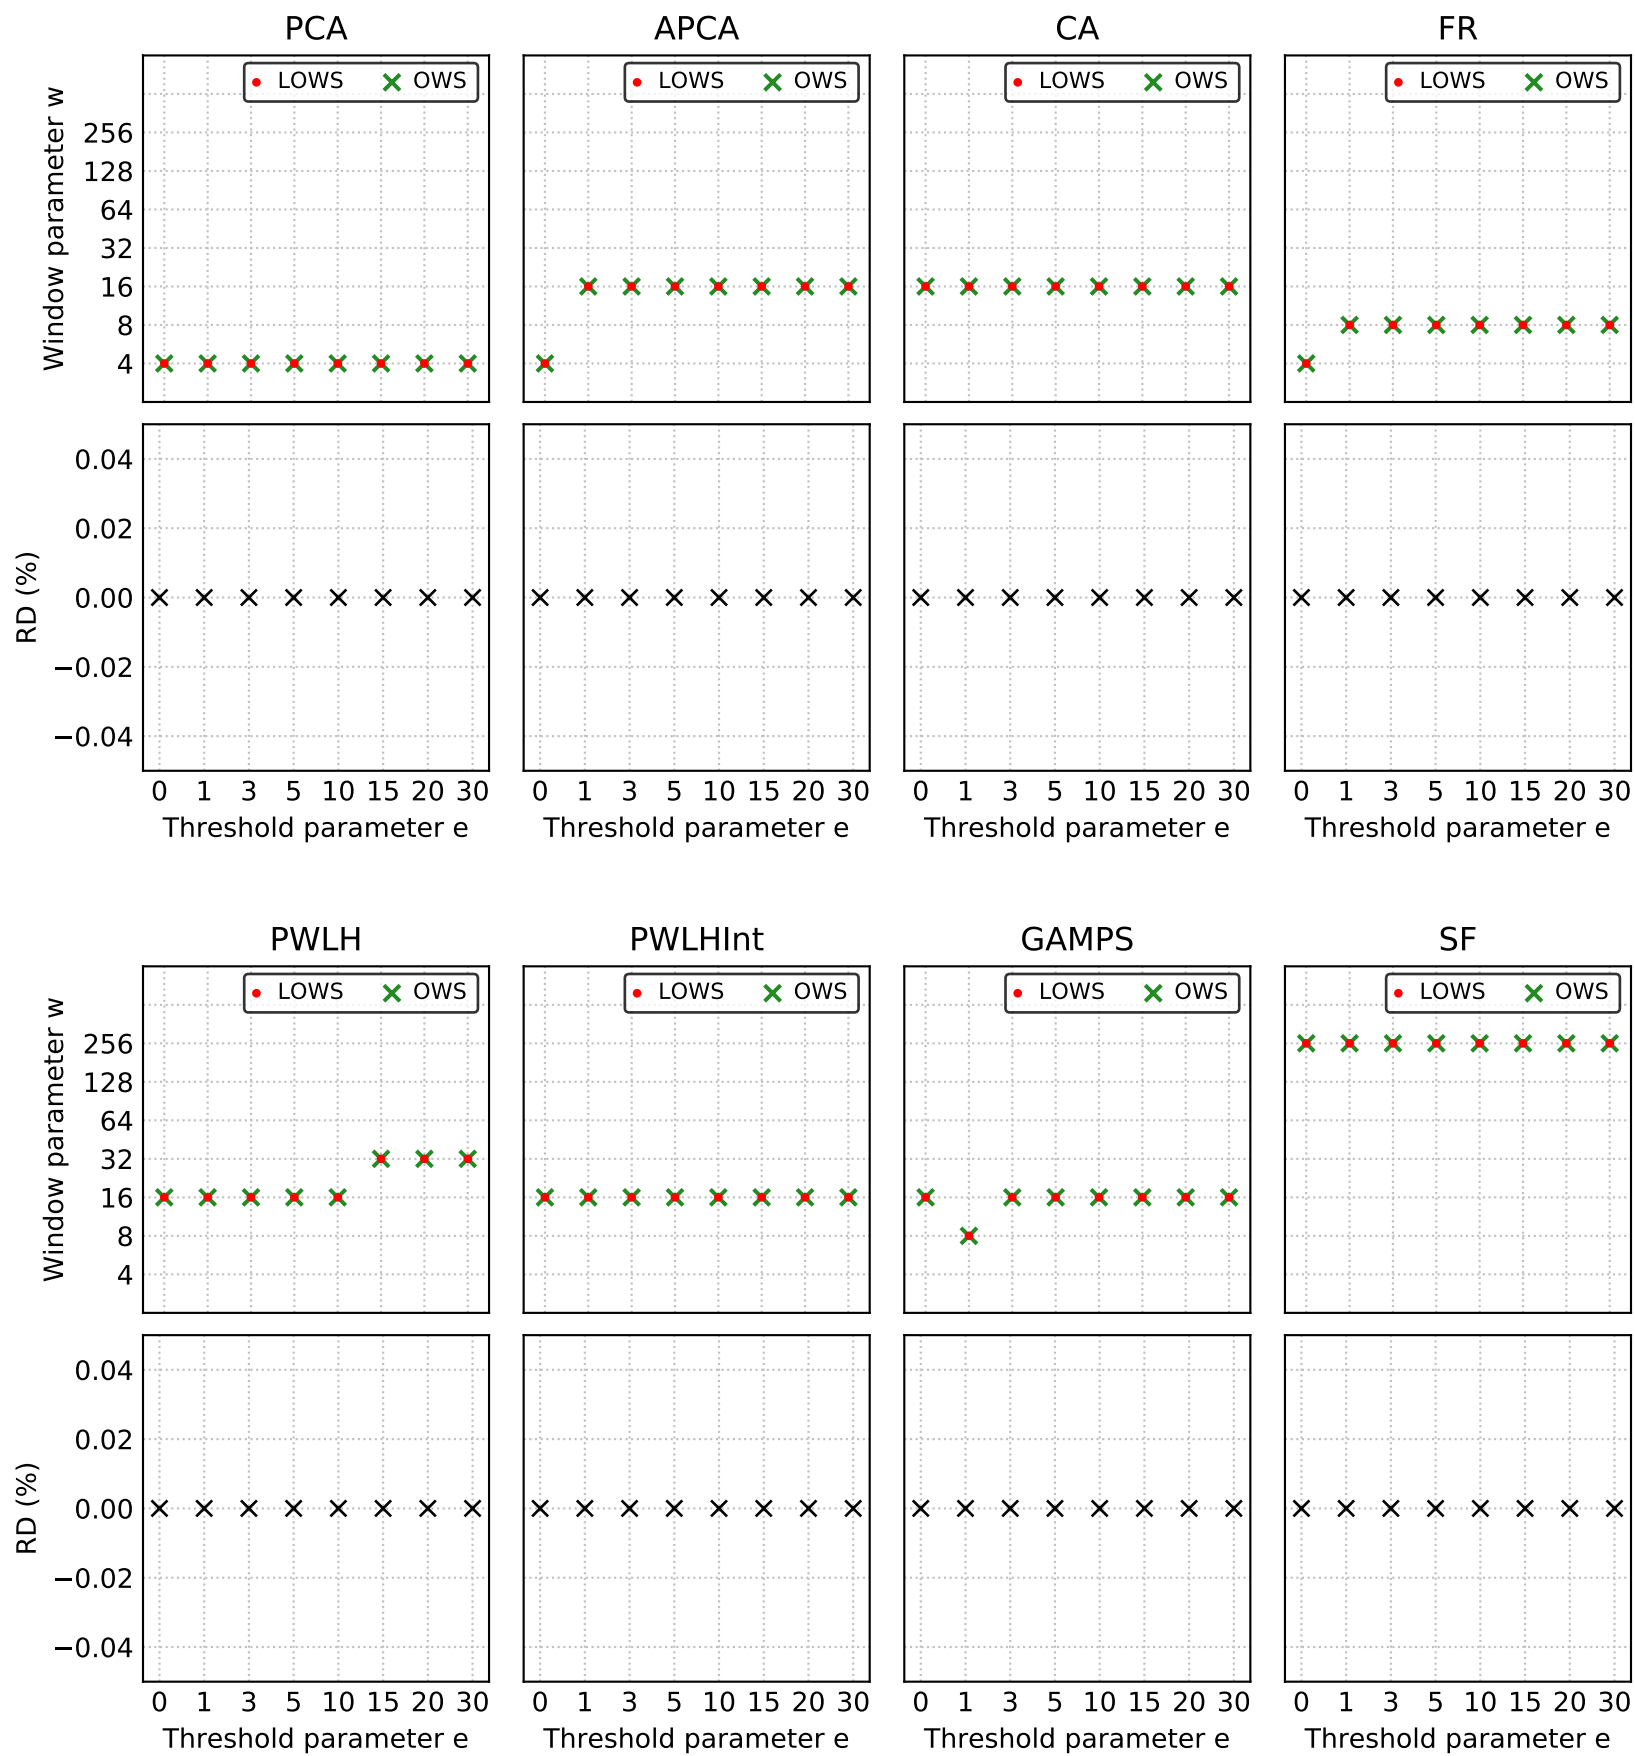 PCA APCA CA FR
LOWS OWS LOWS OWS LOWS OWS LOWS OWS
Window parameter w
256
128
64
32
16
8
4
RD (%)
0.04
0.02
0.00
−0.02
−0.04
0 1 3 5 10 15 20 30 0 1 3 5 10 15 20 30 0 1 3 5 10 15 20 30 0 1 3 5 10 15 20 30
Threshold parameter e Threshold parameter e Threshold parameter e Threshold parameter e
PWLH PWLHInt GAMPS SF
LOWS OWS LOWS OWS LOWS OWS LOWS OWS
Window parameter w
256
128
64
32
16
8
4
RD (%)
0.04
0.02
0.00
−0.02
−0.04
0 1 3 5 10 15 20 30 0 1 3 5 10 15 20 30 0 1 3 5 10 15 20 30 0 1 3 5 10 15 20 30
Threshold parameter e Threshold parameter e Threshold parameter e Threshold parameter e